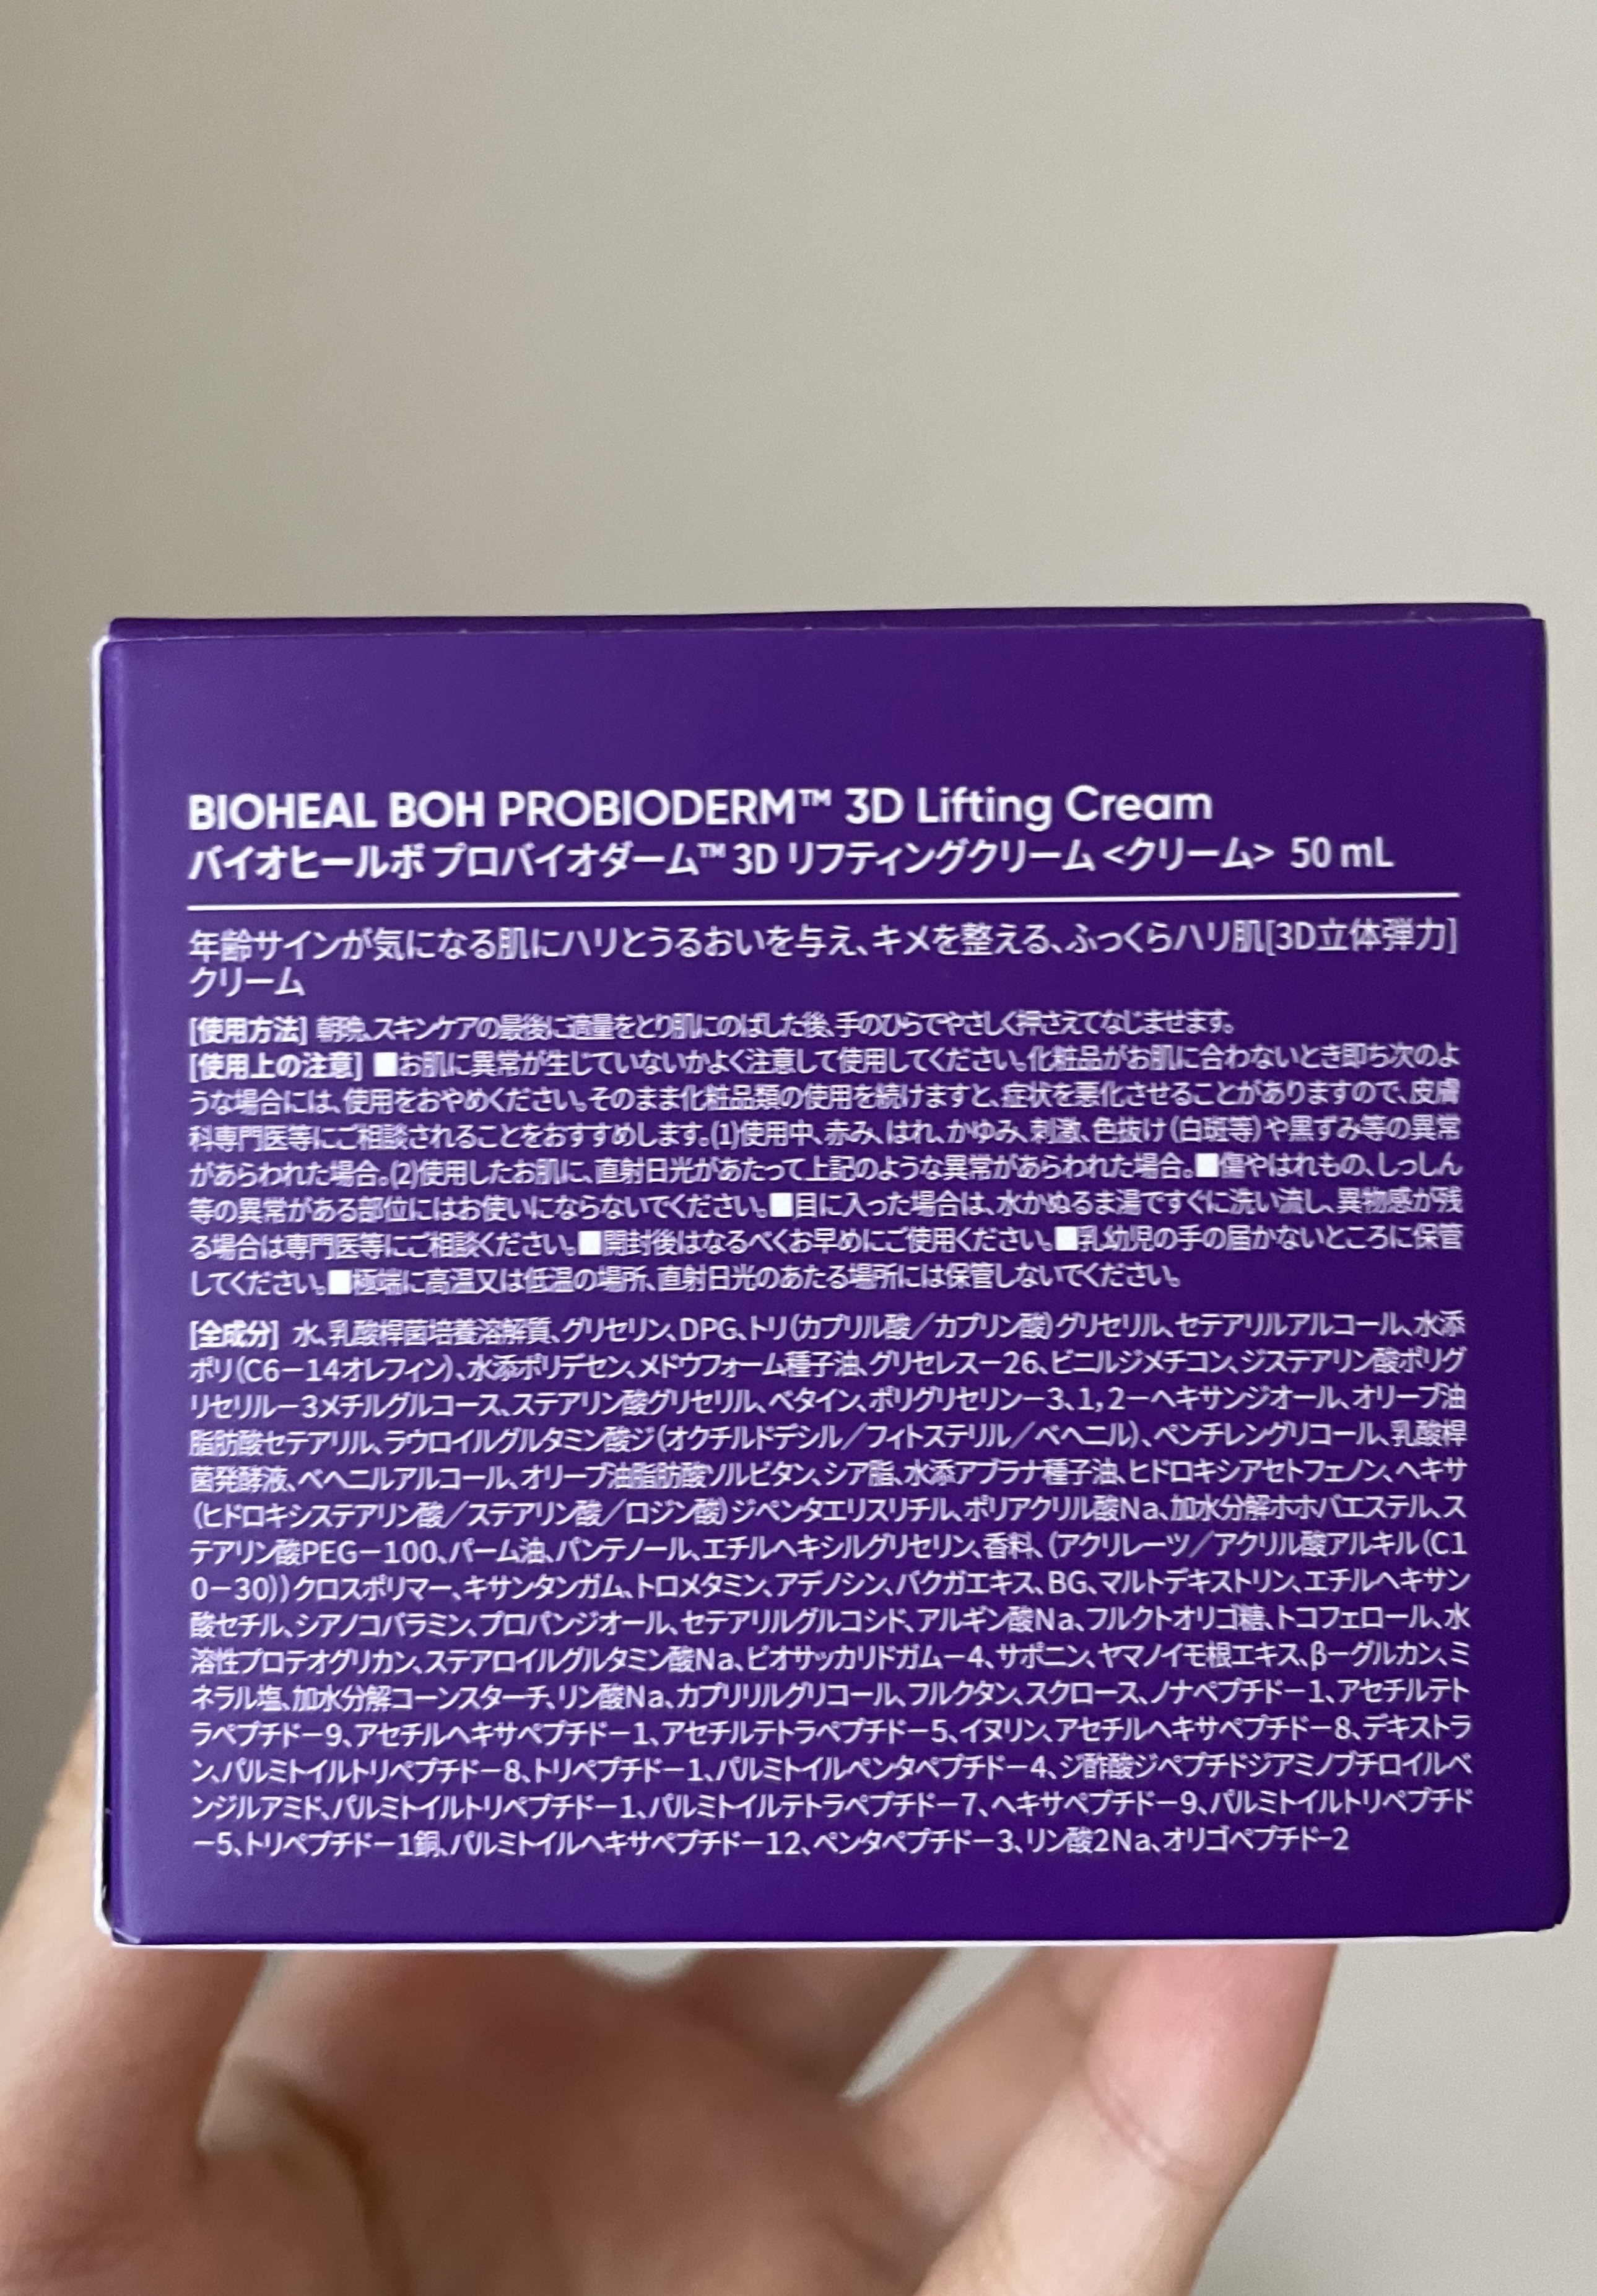 BIOHEAL BOH PROBIODERM™ 3D Lifting Cream
バイオヒールボ プロバイオダーム™ 3D リフティングクリーム <クリーム> 50 mL
年齢サインが気になる肌にハリとうるおいを与え、キメを整える、ふっくらハリ肌[3D立体弾力]
クリーム
[使用方法] 朝晩、スキンケアの最後に適量をとり肌にのばした後、手のひらでやさしく押さえてなじませます。
[使用上の注意] ■お肌に異常が生じていないかよく注意して使用してください。化粧品がお肌に合わないとき即ち次のよ
うな場合には、使用をおやめください。そのまま化粧品類の使用を続けますと、症状を悪化させることがありますので、皮膚
科専門医等にご相談されることをおすすめします。(1)使用中、赤み、はれ、かゆみ、刺激、色抜け(白斑等)や黒ずみ等の異常
があらわれた場合。(2)使用したお肌に、直射日光があたって上記のような異常があらわれた場合。■傷やはれもの、しっしん
等の異常がある部位にはお使いにならないでください。■目に入った場合は、水かぬるま湯ですぐに洗い流し、異物感が残
る場合は専門医等にご相談ください。■開封後はなるべくお早めにご使用ください。■乳幼児の手の届かないところに保管
してください。■極端に高温又は低温の場所、直射日光のあたる場所には保管しないでください。
[全成分] 水、乳酸桿菌培養溶解質、グリセリン、DPG、トリ(カプリル酸/カプリン酸)グリセリル、セテアリルアルコール、水添
ポリ(C6-14オレフィン)、水添ポリデセン、メドウフォーム種子油、グリセレス-26、ビニルジメチコン、ジステアリン酸ポリグ
リセリル-3メチルグルコース、ステアリン酸グリセリル、ベタイン、ポリグリセリン-3、1,2-ヘキサンジオール、オリーブ油
脂肪酸セテアリル、ラウロイルグルタミン酸ジ(オクチルドデシル/フィトステリル/ベヘニル)、ペンチレングリコール、乳酸桿
菌発酵液、ベヘニルアルコール、オリーブ油脂肪酸ソルビタン、シア脂、水添アブラナ種子油、ヒドロキシアセトフェノン、ヘキサ
(ヒドロキシステアリン酸/ステアリン酸/ロジン酸)ジペンタエリスリチル、ポリアクリル酸Na、加水分解ホホバエステル、ス
テアリン酸PEG-100、パーム油、パンテノール、エチルヘキシルグリセリン、香料、(アクリレーツ/アクリル酸アルキル(C1
0-30))クロスポリマー、キサンタンガム、トロメタミン、アデノシン、バクガエキス、BG、マルトデキストリン、エチルヘキサン
酸セチル、シアノコバラミン、プロパンジオール、セテアリルグルコシド、アルギン酸Na、フルクトオリゴ糖、トコフェロール、水
溶性プロテオグリカン、ステアロイルグルタミン酸Na、ビオサッカリドガム-4、サポニン、ヤマノイモ根エキス、β-グルカン、ミ
ネラル塩、加水分解コーンスターチ、リン酸Na、カプリリルグリコール、フルクタン、スクロース、ノナペプチド-1、アセチルテト
ラペプチド-9、アセチルヘキサペプチド-1、アセチルテトラペプチド-5、イヌリン、アセチルヘキサペプチド-8、デキストラ
ン、パルミトイルトリペプチド-8、トリペプチド-1、パルミトイルペンタペプチド-4、ジ酢酸ジペプチドジアミノブチロイルベ
ンジルアミド、パルミトイルトリペプチド-1、パルミトイルテトラペプチド-7、ヘキサペプチド-9、パルミトイルトリペプチド
-5、トリペプチド-1銅、パルミトイルヘキサペプチド-12、ペンタペプチド-3、リン酸2Na、オリゴペプチド-2